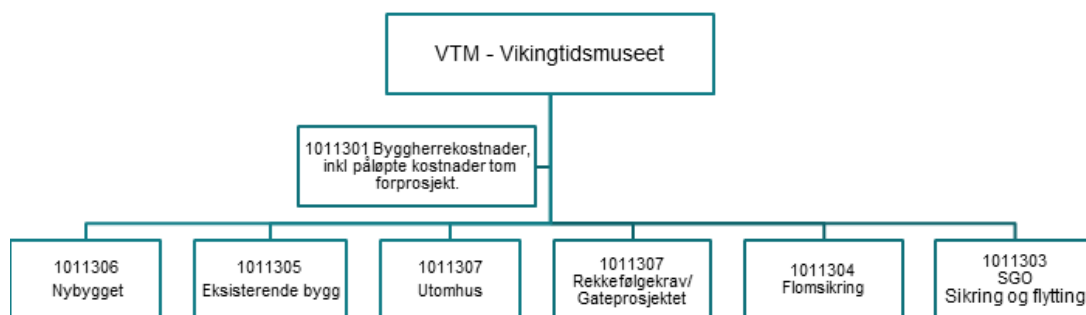 VTM - Vikingtidsmuseet
1011301 Byggherrekostnader,
inkl påløpte kostnader tom
forprosjekt.
1011306
Nybygget
1011305
Eksisterende bygg
1011307
Utomhus
1011307
Rekkefølgekrav/
Gateprosjektet
1011304
Flomsikring
1011303
SGO
Sikring og flytting